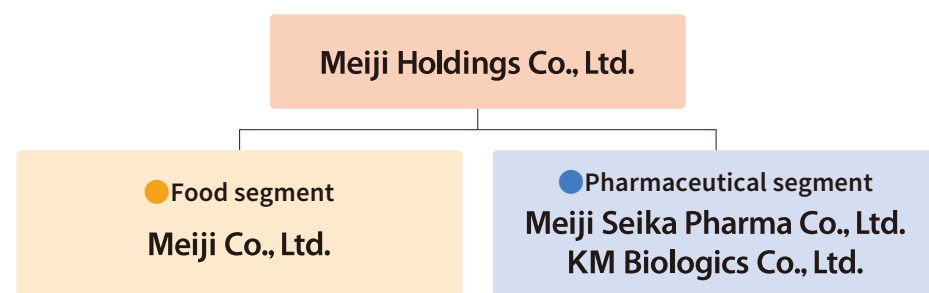 Meiji Holdings Co., Ltd.
Food segment
Meiji Co., Ltd.
Pharmaceutical segment
Meiji Seika Pharma Co., Ltd.
KM Biologics Co., Ltd.